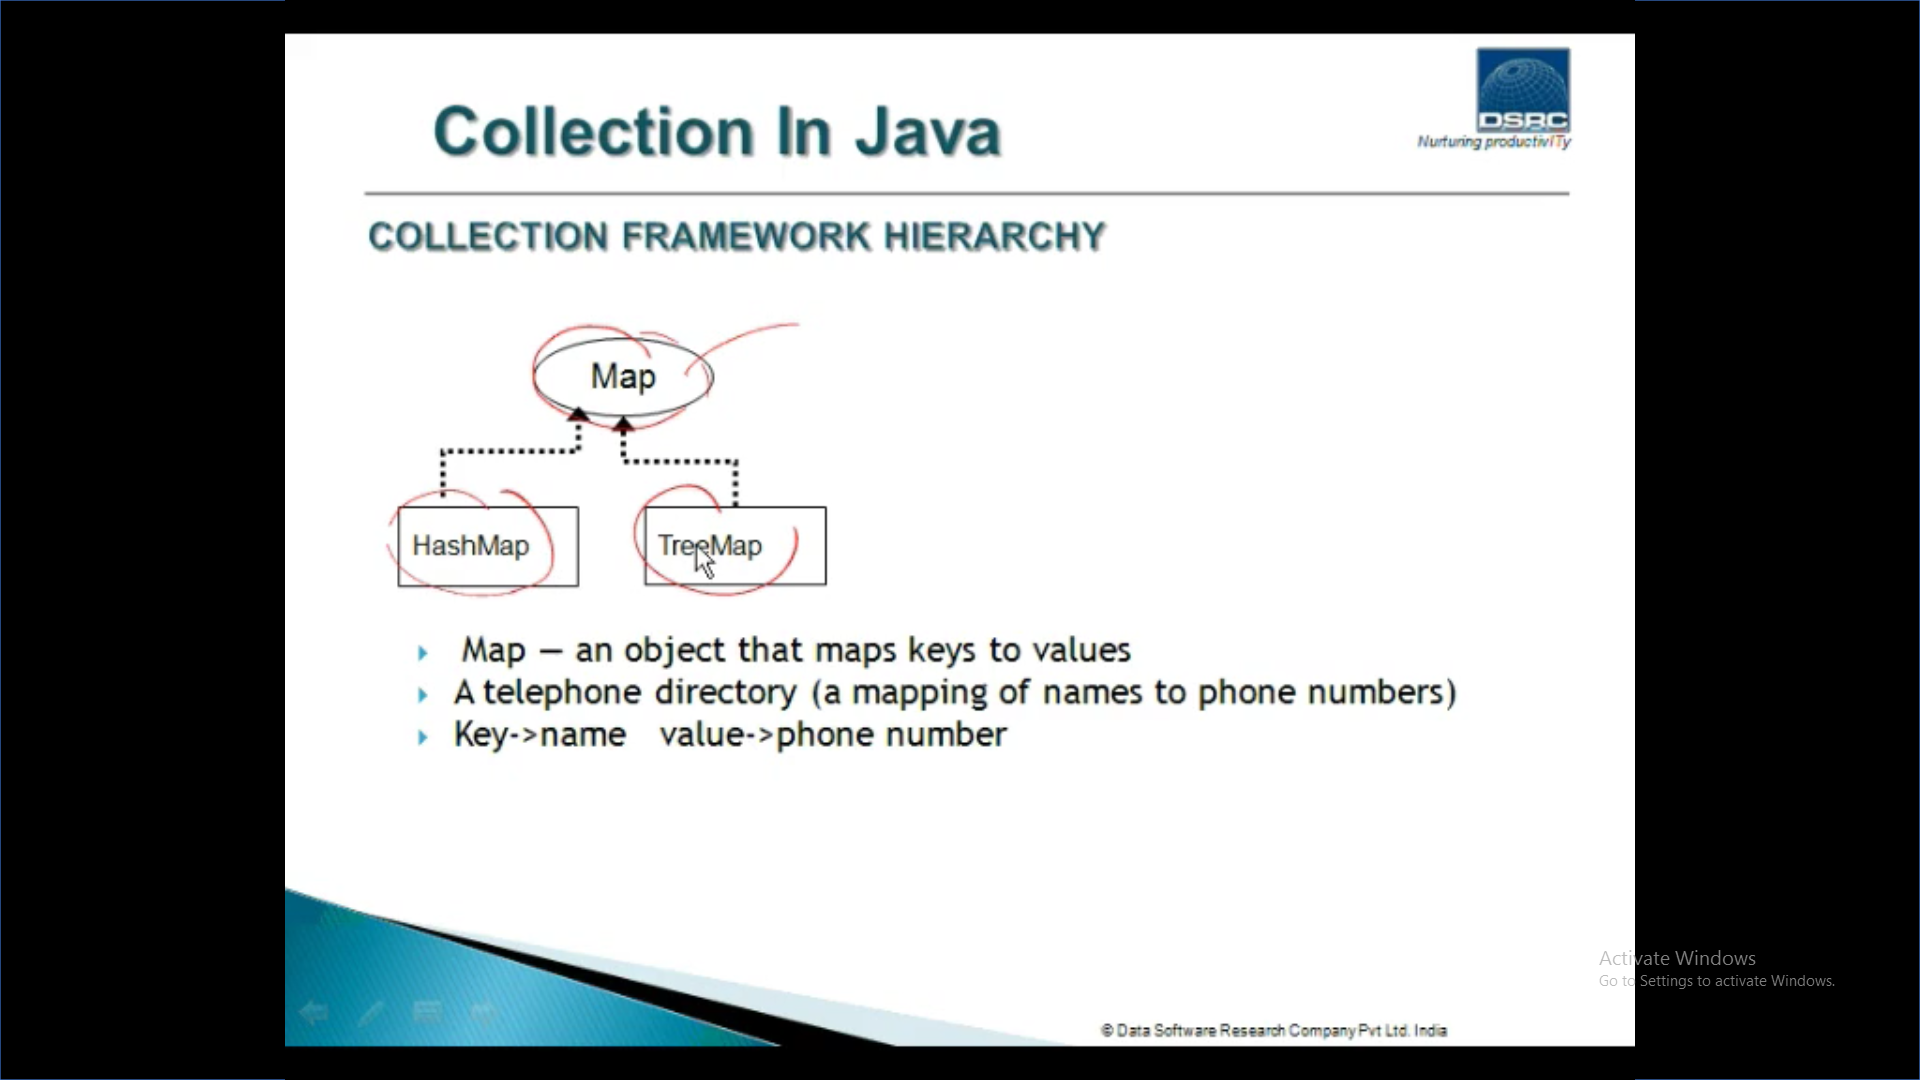 DSRC
Nurturing productivITy
Collection In Java
COLLECTION FRAMEWORK HIERARCHY
Map
HashMap
TreeMap
Map — an object that maps keys to values
A telephone directory (a mapping of names to phone numbers)
Key->name value->phone number
Activate Windows
Go to Settings to activate Windows.
© Data Software Research Company Pvt Ltd. India